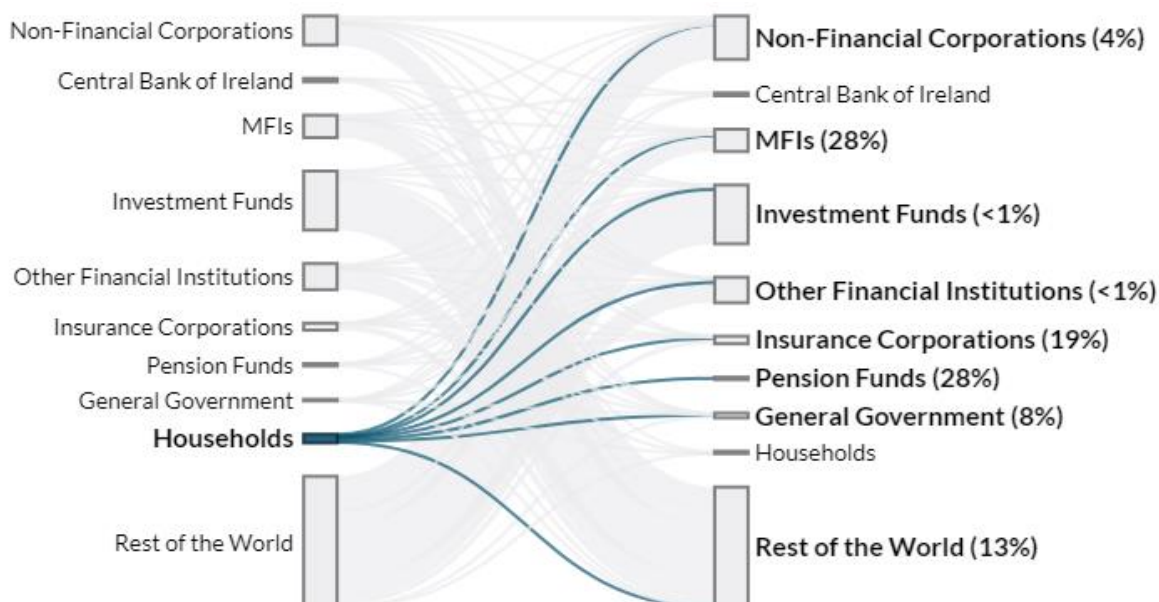 Non-Financial Corporations
Central Bank of Ireland
MFIs
Investment Funds
Other Financial Institutions
Insurance Corporations
Pension Funds
General Government
Households
Rest of the World
Non-Financial Corporations (4%)
Central Bank of Ireland
MFIs (28%)
Investment Funds (<1%)
Other Financial Institutions (<1%)
Insurance Corporations (19%)
Pension Funds (28%)
General Government (8%)
Households
Rest of the World (13%)